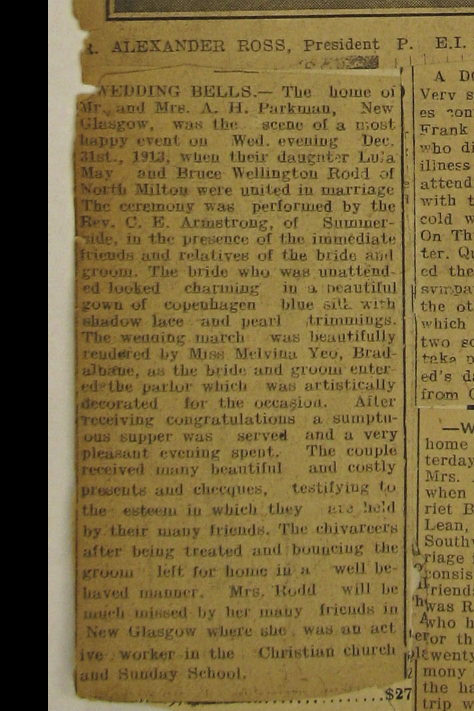 ALEXANDER ROSS, President P. E.I.
WEDDING BELLS.— The home of
Mr. and Mrs. A. H. Parkman, New
Glasgow, was the scene of a most
happy event on Wed. evening Dec.
31st., 1913, when their daughter Lula
May and Bruce Wellington Rodd of
North Milton were united in marriage
The ceremony was performed by the
Rev. C. E. Armstrong, of Summer-
side, in the presence of the immediate
friends and relatives of the bride and
groom. The bride who was unattend-
ed looked charming in a beautiful
gown of copenhagen blue silk with
shadow lace and pearl trimmings.
The wedding march was beautifully
rendered by Miss Melvina Yeo, Brad-
albane, as the bride and groom enter-
ed the parlor which was artistically
decorated for the occasion. After
receiving congratulations a sumptu-
ous supper was served and a very
pleasant evening spent. The couple
received many beautiful and costly
presents and checques, testifying to
the esteem in which they are held
by their many friends. The chivareers
after being treated and bouncing the
groom left for home in a well be-
haved manner. Mrs. Rodd will be
much missed by her many friends in
New Glasgow where she was an act
ive worker in the Christian church
and Sunday School.
$27
A
Very
es
Frank
who
illness
attend
with
cold
On
ter.
ed the
the
which
two
ed's
from
home
terday
Mrs.
when
riet
Lean,
South
riage
friends
was
who
or
twenty
mony
the
trip